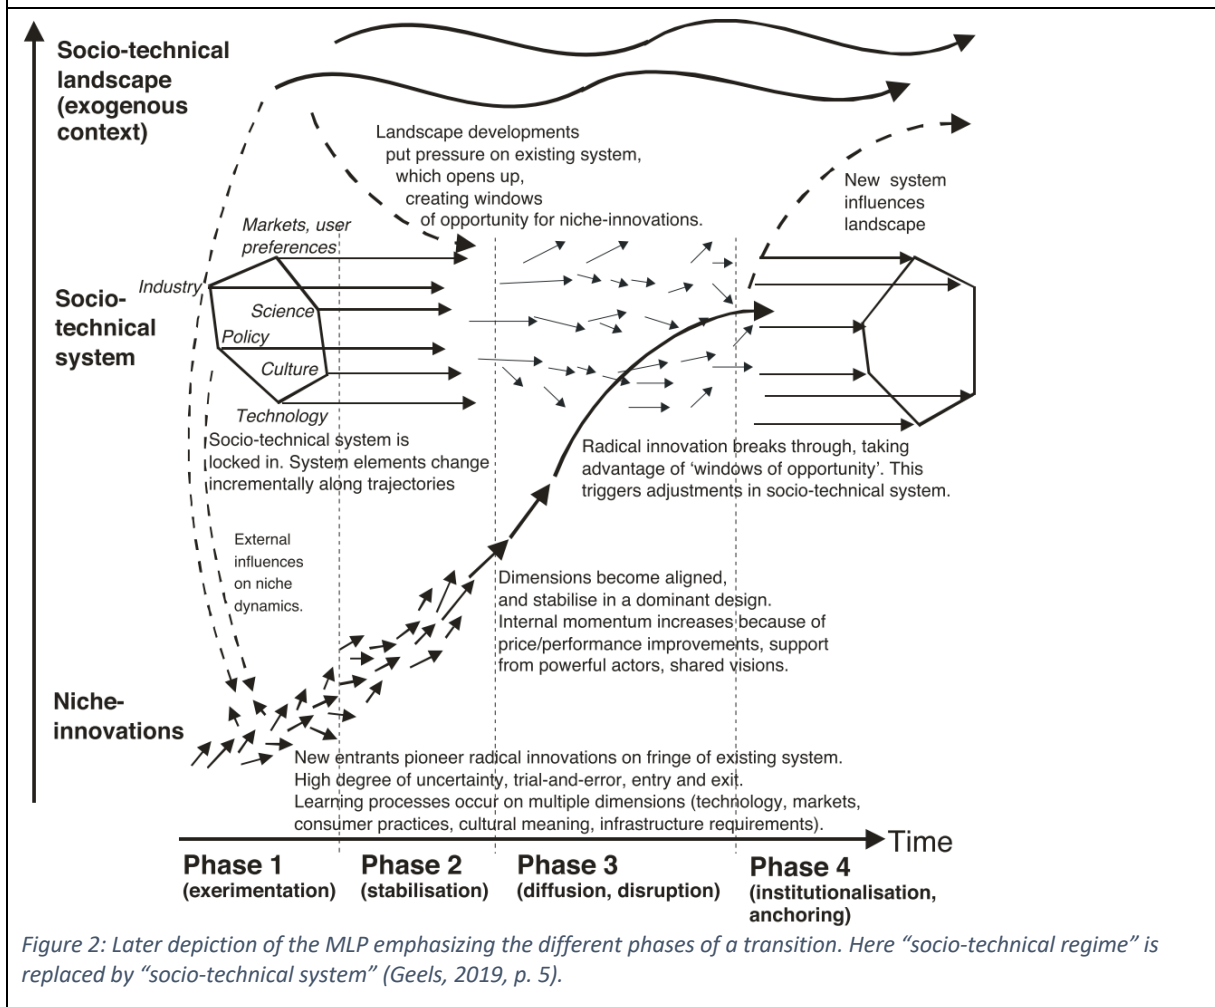 Socio-technical
landscape
(exogenous
context)
Landscape developments
put pressure on existing system,
which opens up,
creating windows
of opportunity for niche-innovations.
New system
influences
landscape
Markets, user
preferences
Industry
Science
Policy
Culture
Technology
Socio-
technical
system
Socio-technical system is
locked in. System elements change
incrementally along trajectories
Radical innovation breaks through, taking
advantage of ‘windows of opportunity’. This
triggers adjustments in socio-technical system.
External
influences
on niche
dynamics.
Dimensions become aligned,
and stabilise in a dominant design.
Internal momentum increases because of
price/performance improvements, support
from powerful actors, shared visions.
Niche-
innovations
New entrants pioneer radical innovations on fringe of existing system.
High degree of uncertainty, trial-and-error, entry and exit.
Learning processes occur on multiple dimensions (technology, markets,
consumer practices, cultural meaning, infrastructure requirements).
Time
Phase 1
(exerimentation)
Phase 2
(stabilisation)
Phase 3
(diffusion, disruption)
Phase 4
(institutionalisation,
anchoring)
Figure 2: Later depiction of the MLP emphasizing the different phases of a transition. Here “socio-technical regime” is
replaced by “socio-technical system” (Geels, 2019, p. 5).